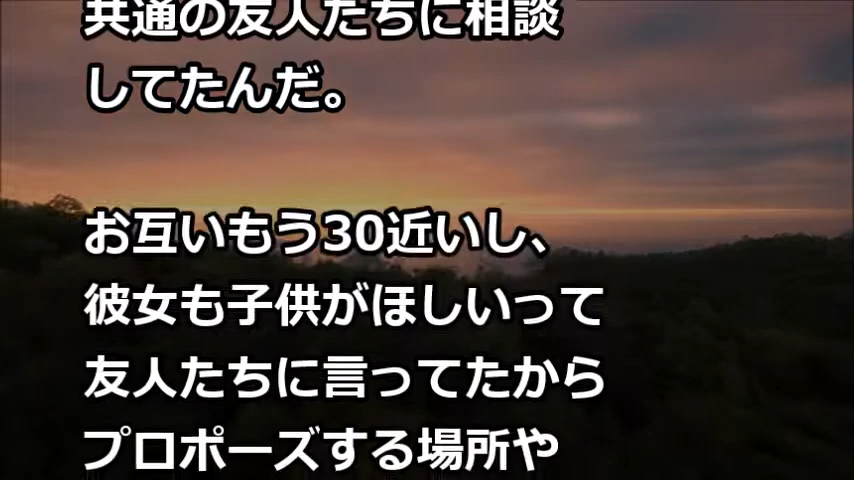 共通の友人たちに相談
してたんだ。
お互いもう30近いし、
彼女も子供がほしいって
友人たちに言ってたから
プロポーズする場所や